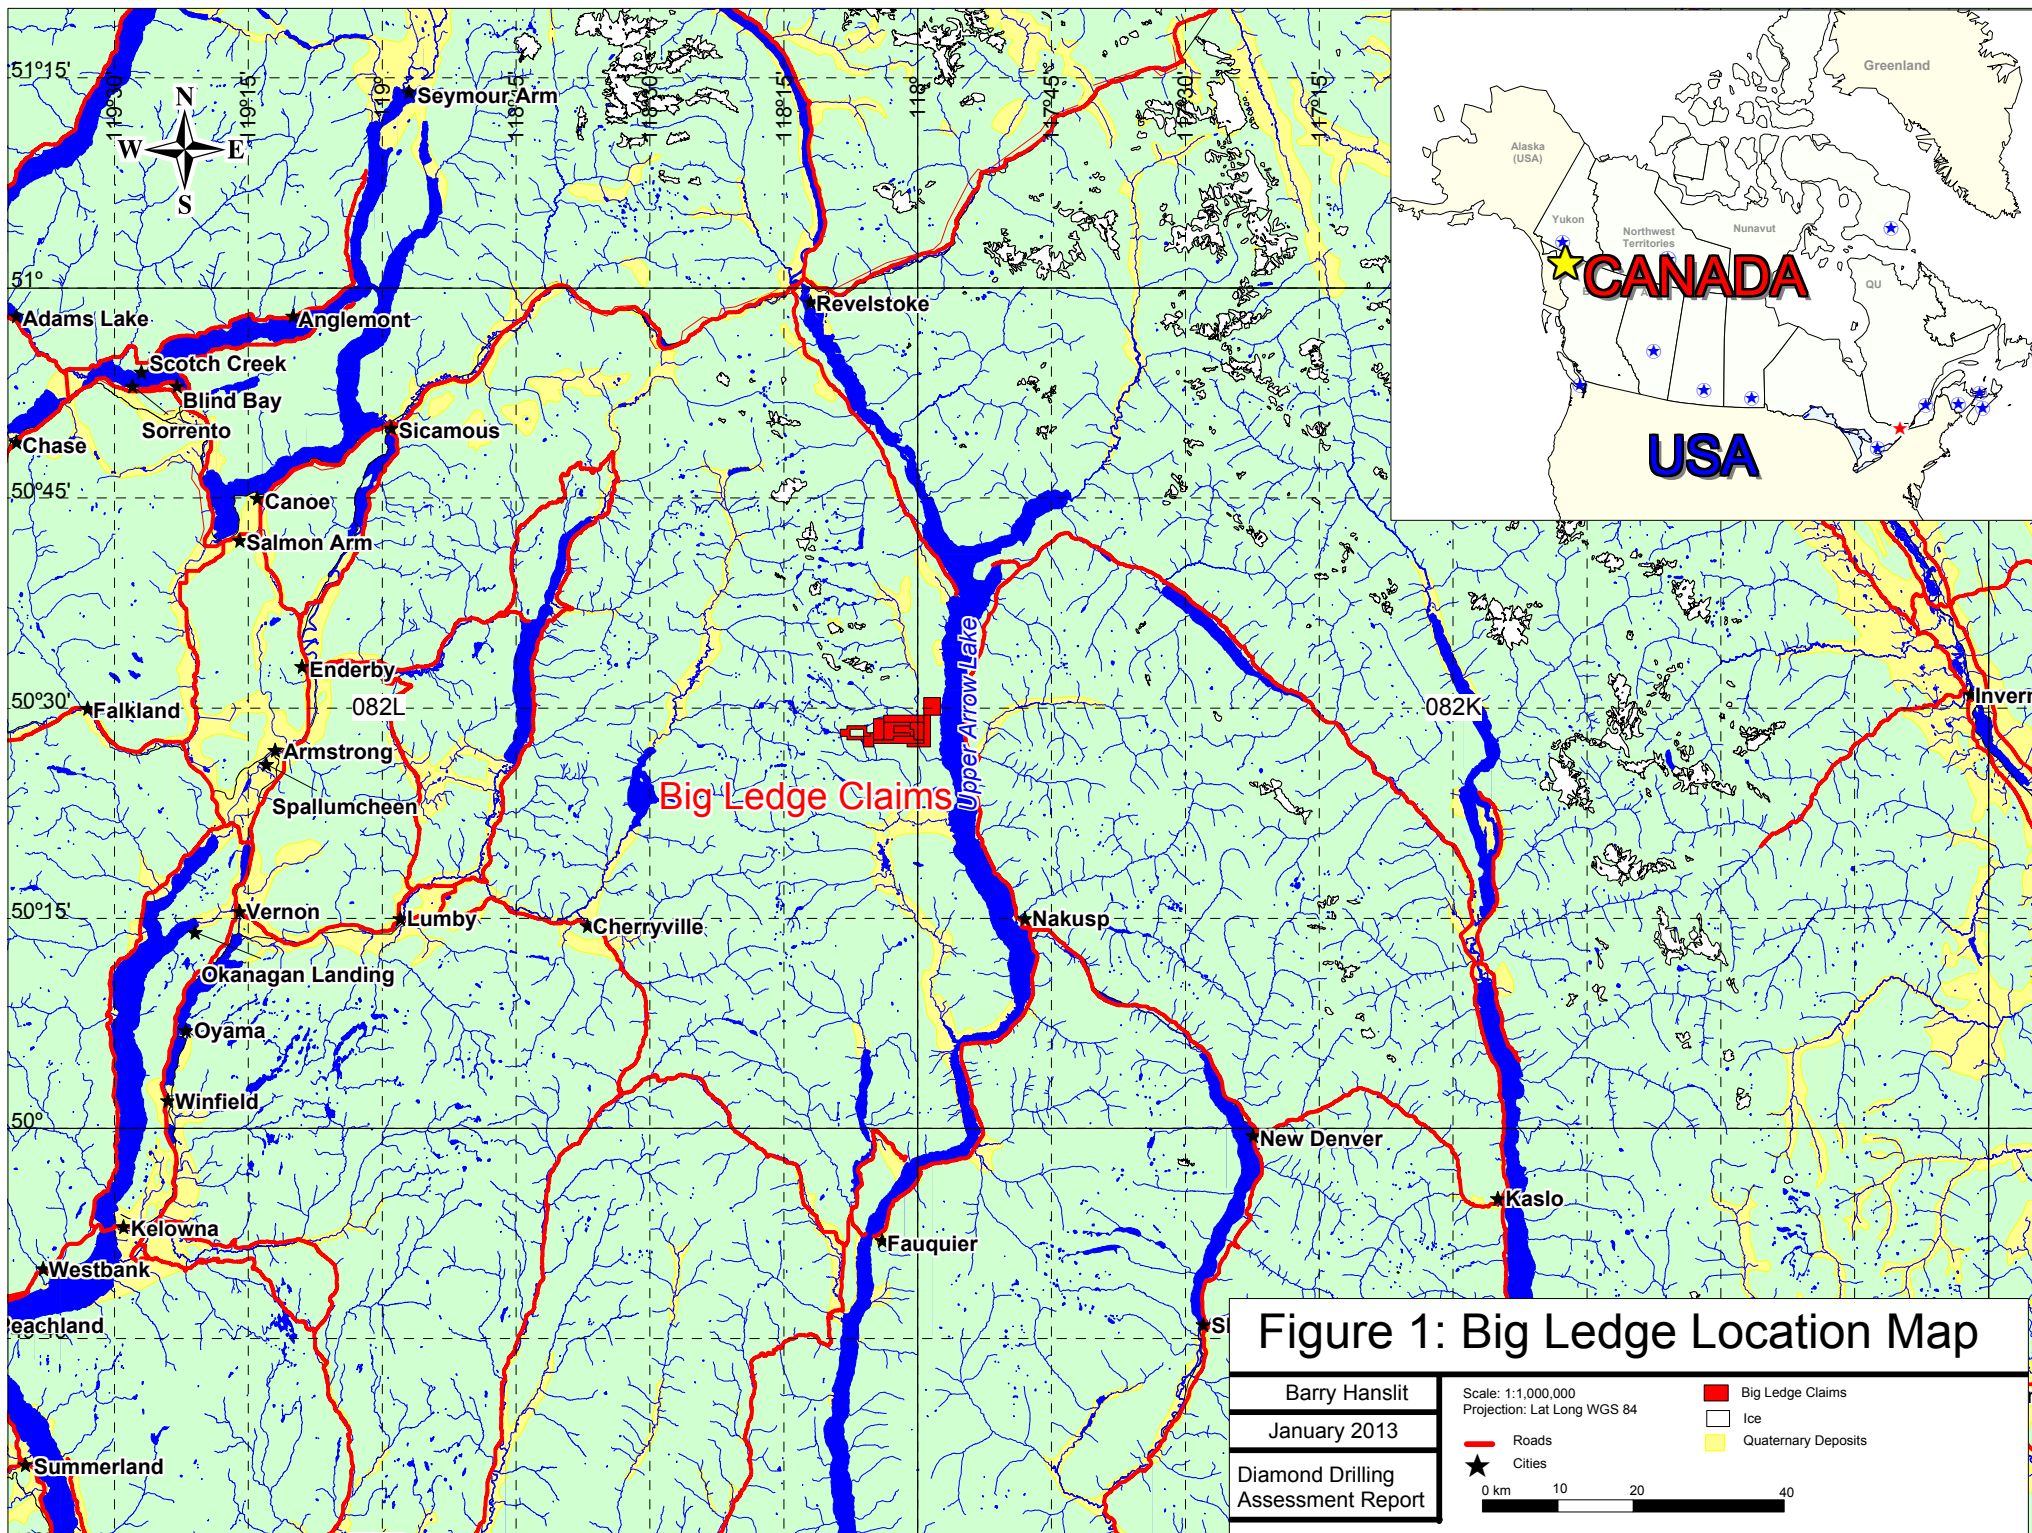 51°15'
119°30'
119°15'
119°
118°45'
118°30'
118°15'
118°
117°45'
117°30'
117°15'
N
W
E
S
Seymour Arm
Greenland
Alaska
(USA)
Yukon
Northwest
Territories
Nunavut
QU
CANADA
USA
51°
Adams Lake
Anglemont
Revelstoke
Scotch Creek
Blind Bay
Sorrento
Chase
Sicamous
50°45'
Canoe
Salmon Arm
Upper Arrow Lake
Enderby
50°30'
Falkland
082L
082K
Inverm
Armstrong
Spallumcheen
Big Ledge Claims
50°15'
Vernon
Lumby
Cherryville
Nakusp
Okanagan Landing
Oyama
Winfield
50°
New Denver
Kaslo
Kelowna
Fauquier
Westbank
Peachland
Summerland
Figure 1: Big Ledge Location Map
Barry Hanslit
January 2013
Diamond Drilling
Assessment Report
Scale: 1:1,000,000
Projection: Lat Long WGS 84
Roads
Cities
Big Ledge Claims
Ice
Quaternary Deposits
0 km
10
20
40